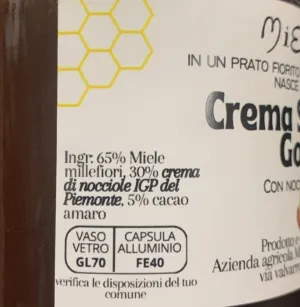 MiE
IN UN PRATO FIORITO
NASCE
Crema S
Go
CON NOC
Ingr: 65% Miele
millefiori, 30% crema
di nocciole IGP del
Piemonte, 5% cacao
amaro
VASO
VETRO
GL70
CAPSULA
ALLUMINIO
FE40
verifica le disposizioni del tuo
comune
Prodotto e
Azienda agricola M
via valvar